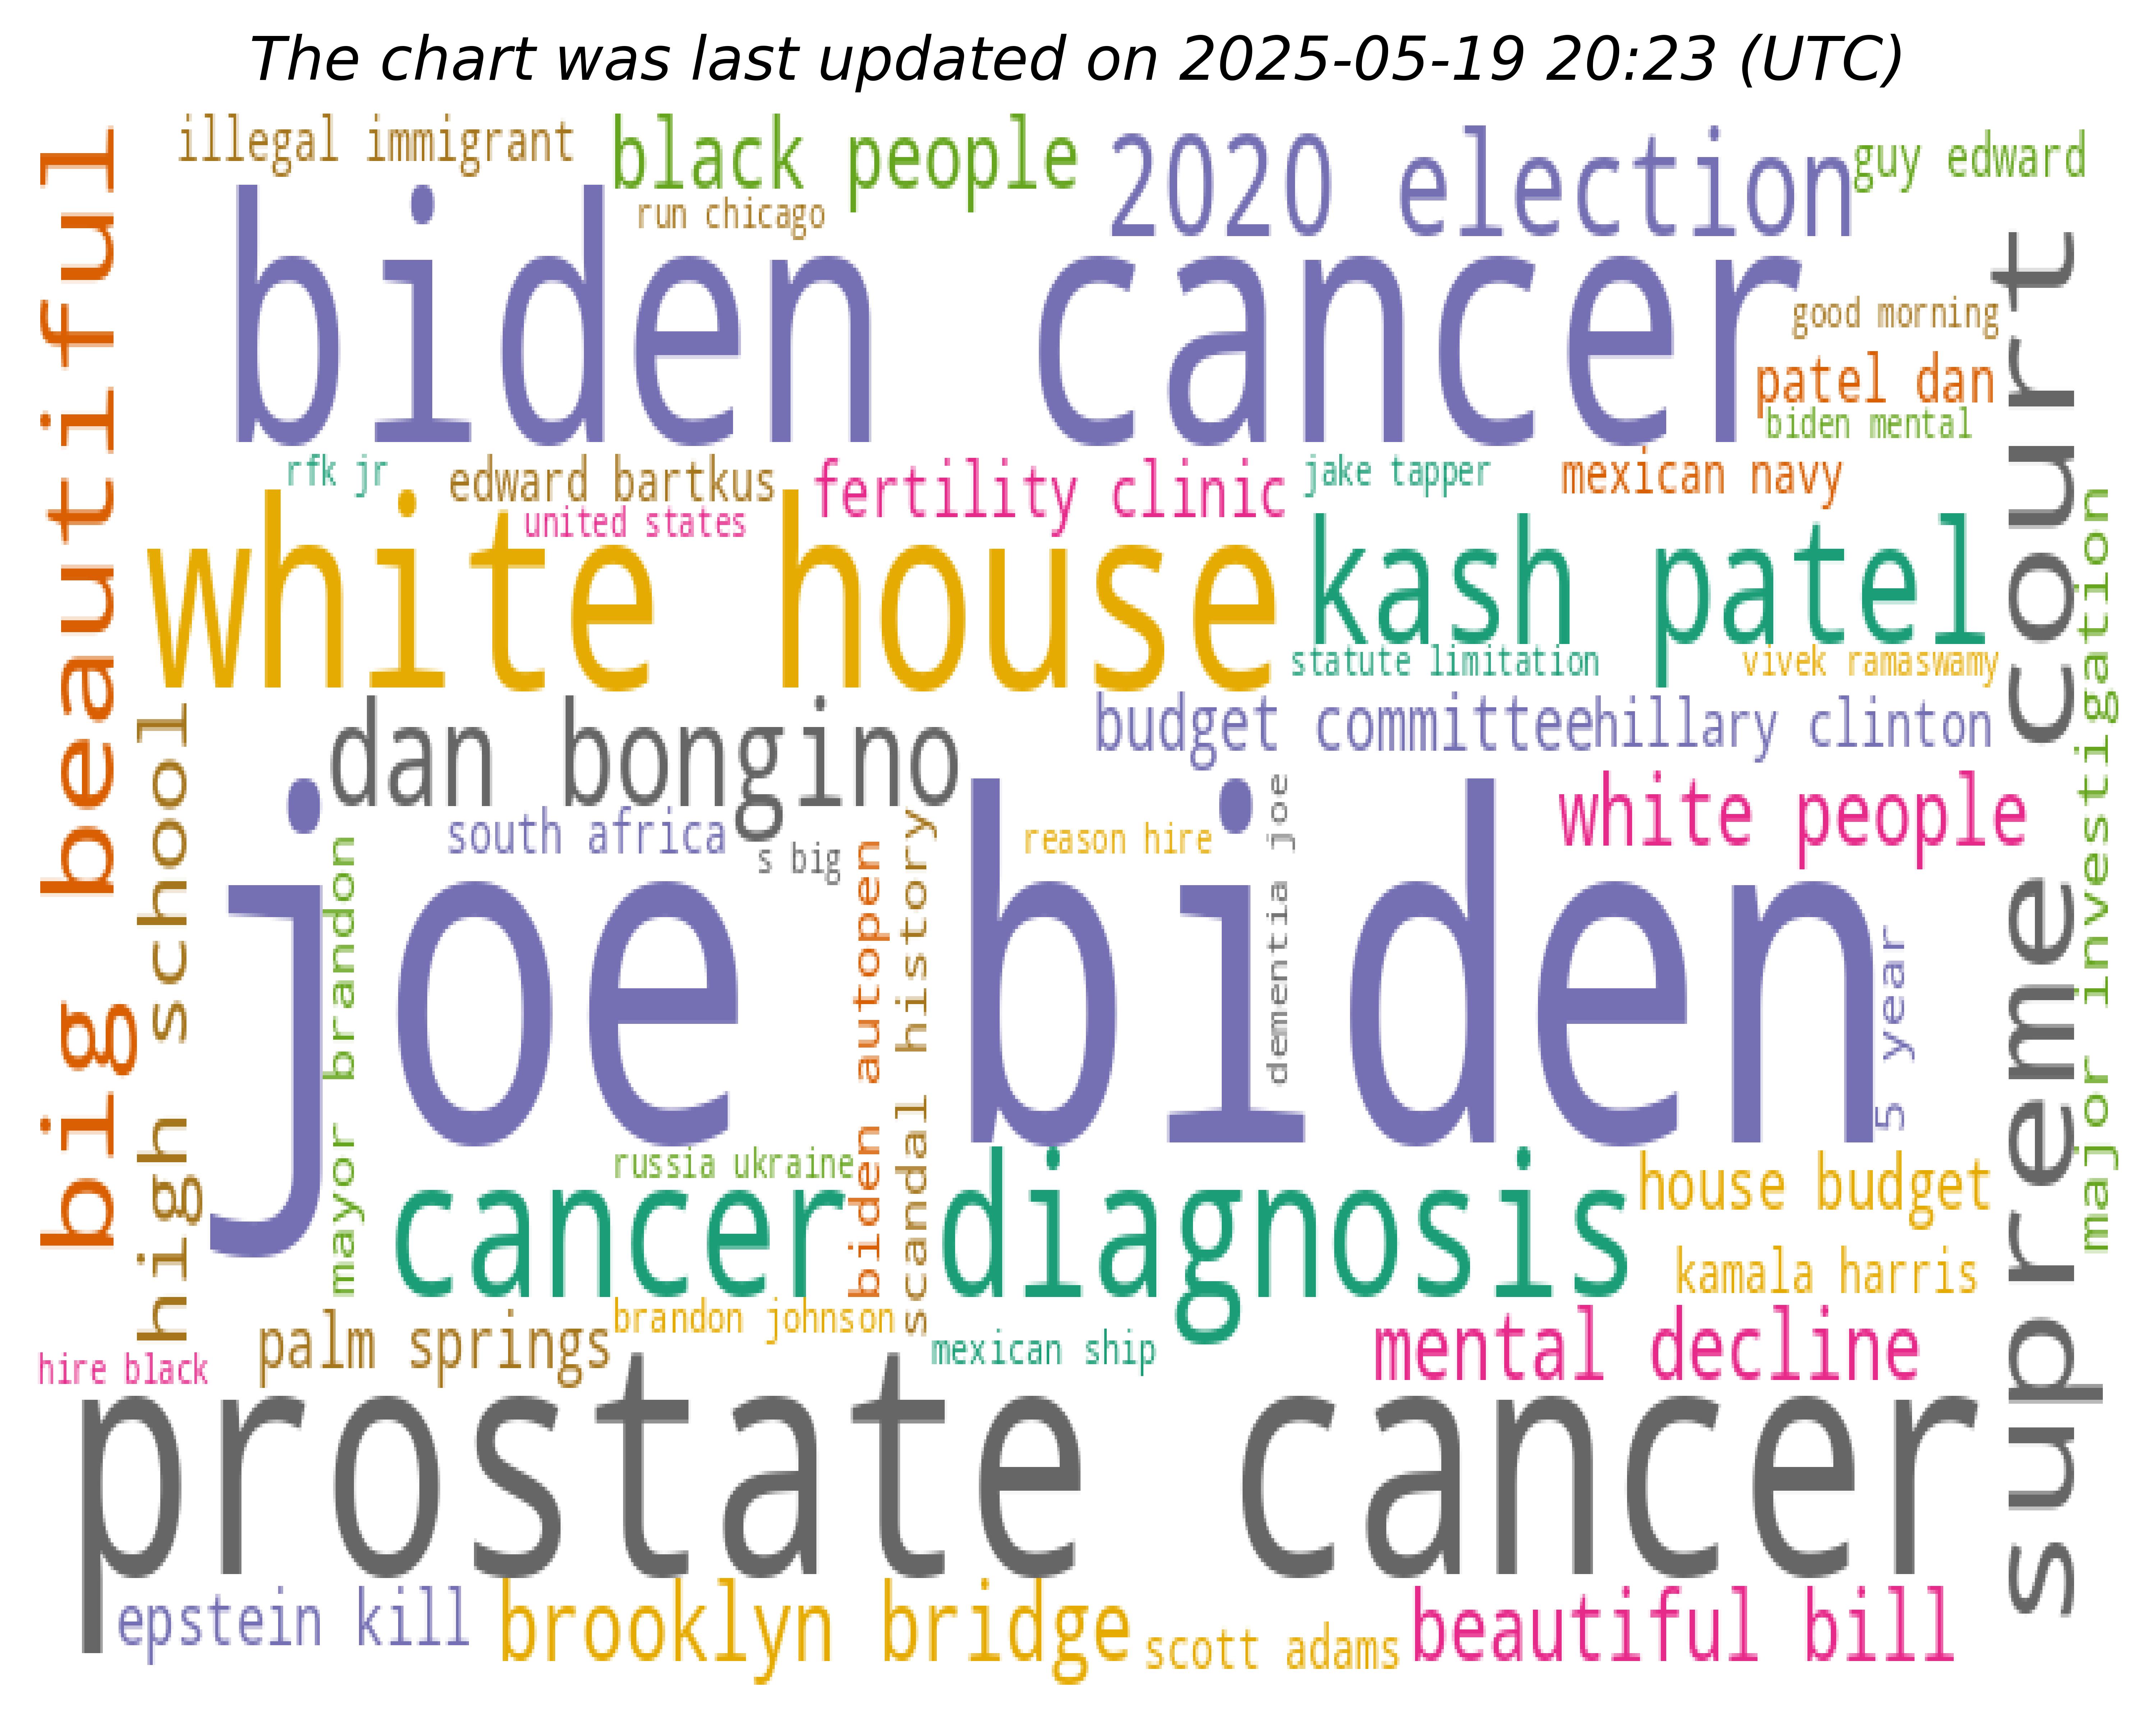 The chart was last updated on 2025-05-19 20:23 (UTC)
illegal immigrant
black people
2020 election
guy edward
run chicago
biden cancer
good morning
patel dan
biden mental
big beautiful
supreme court
rfk jr
edward bartkus
fertility clinic
jake tapper
mexican navy
united states
white house
kash patel
statute limitation
vivek ramaswamy
major investigation
high school
dan bongino
budget committee
hillary clinton
south africa
s big
reason hire
white people
joe biden
mayor brandon
biden autopen
scandal history
dementia joe
5 year
russia ukraine
cancer diagnosis
house budget
kamala harris
palm springs
brandon johnson
mexican ship
mental decline
hire black
prostate cancer
epstein kill
brooklyn bridge
scott adams
beautiful bill